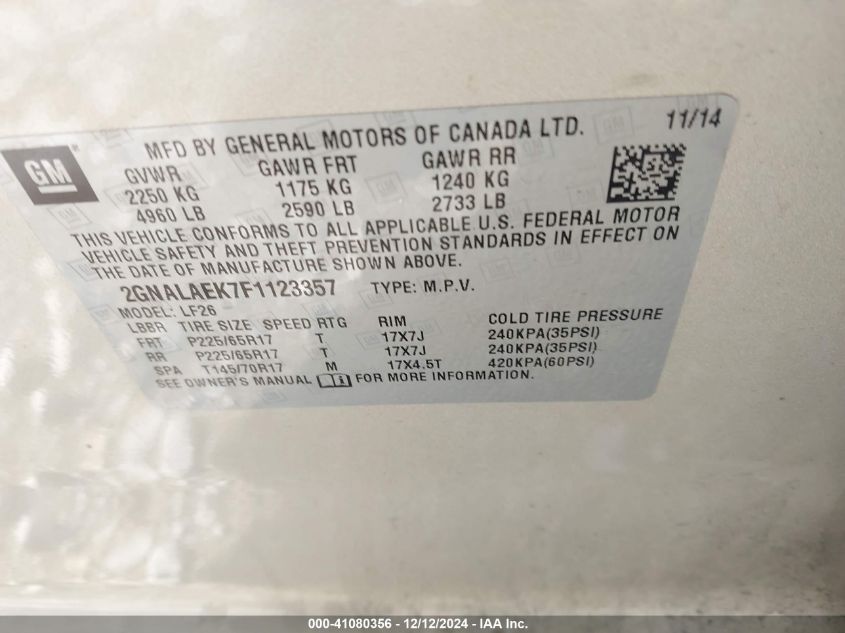 GM
MFD BY GENERAL MOTORS OF CANADA LTD. 11/14
GVWR GAWR FRT GAWR RR
2250 KG 1175 KG 1240 KG
4960 LB 2590 LB 2733 LB
THIS VEHICLE CONFORMS TO ALL APPLICABLE U.S. FEDERAL MOTOR
VEHICLE SAFETY AND THEFT PREVENTION STANDARDS IN EFFECT ON
THE DATE OF MANUFACTURE SHOWN ABOVE.
2GNALAEK7F1123357 TYPE: M.P.V.
MODEL: LF26
LBBR TIRE SIZE SPEED RTG RIM COLD TIRE PRESSURE
FRT P225/65R17 T 17X7J 240KPA(35PSI)
RR P225/65R17 T 17X7J 240KPA(35PSI)
SPA T145/70R17 M 17X4.5T 420KPA(60PSI)
SEE OWNER'S MANUAL FOR MORE INFORMATION.
000-41080356 - 12/12/2024 - IAA Inc.